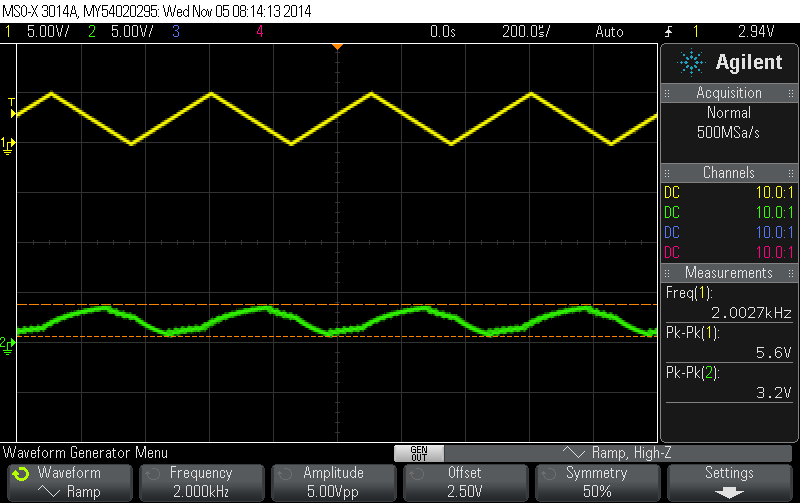 MSO-X 3014A, MY54020295: Wed Nov 05 08:14:13 2014
1 5.00V/ 2 5.00V/ 3 4 0.0s 200.0s/ Auto 1 2.94V
Agilent
Acquisition
Normal
500MSa/s
Channels
DC 10.0:1
DC 10.0:1
DC 10.0:1
DC 10.0:1
Measurements
Freq(1):
2.0027kHz
Pk-Pk(1):
5.6V
Pk-Pk(2):
3.2V
T
1
2
Waveform Generator Menu
GEN OUT
Ramp, High-Z
Waveform
Ramp
Frequency
2.000kHz
Amplitude
5.00Vpp
Offset
2.50V
Symmetry
50%
Settings